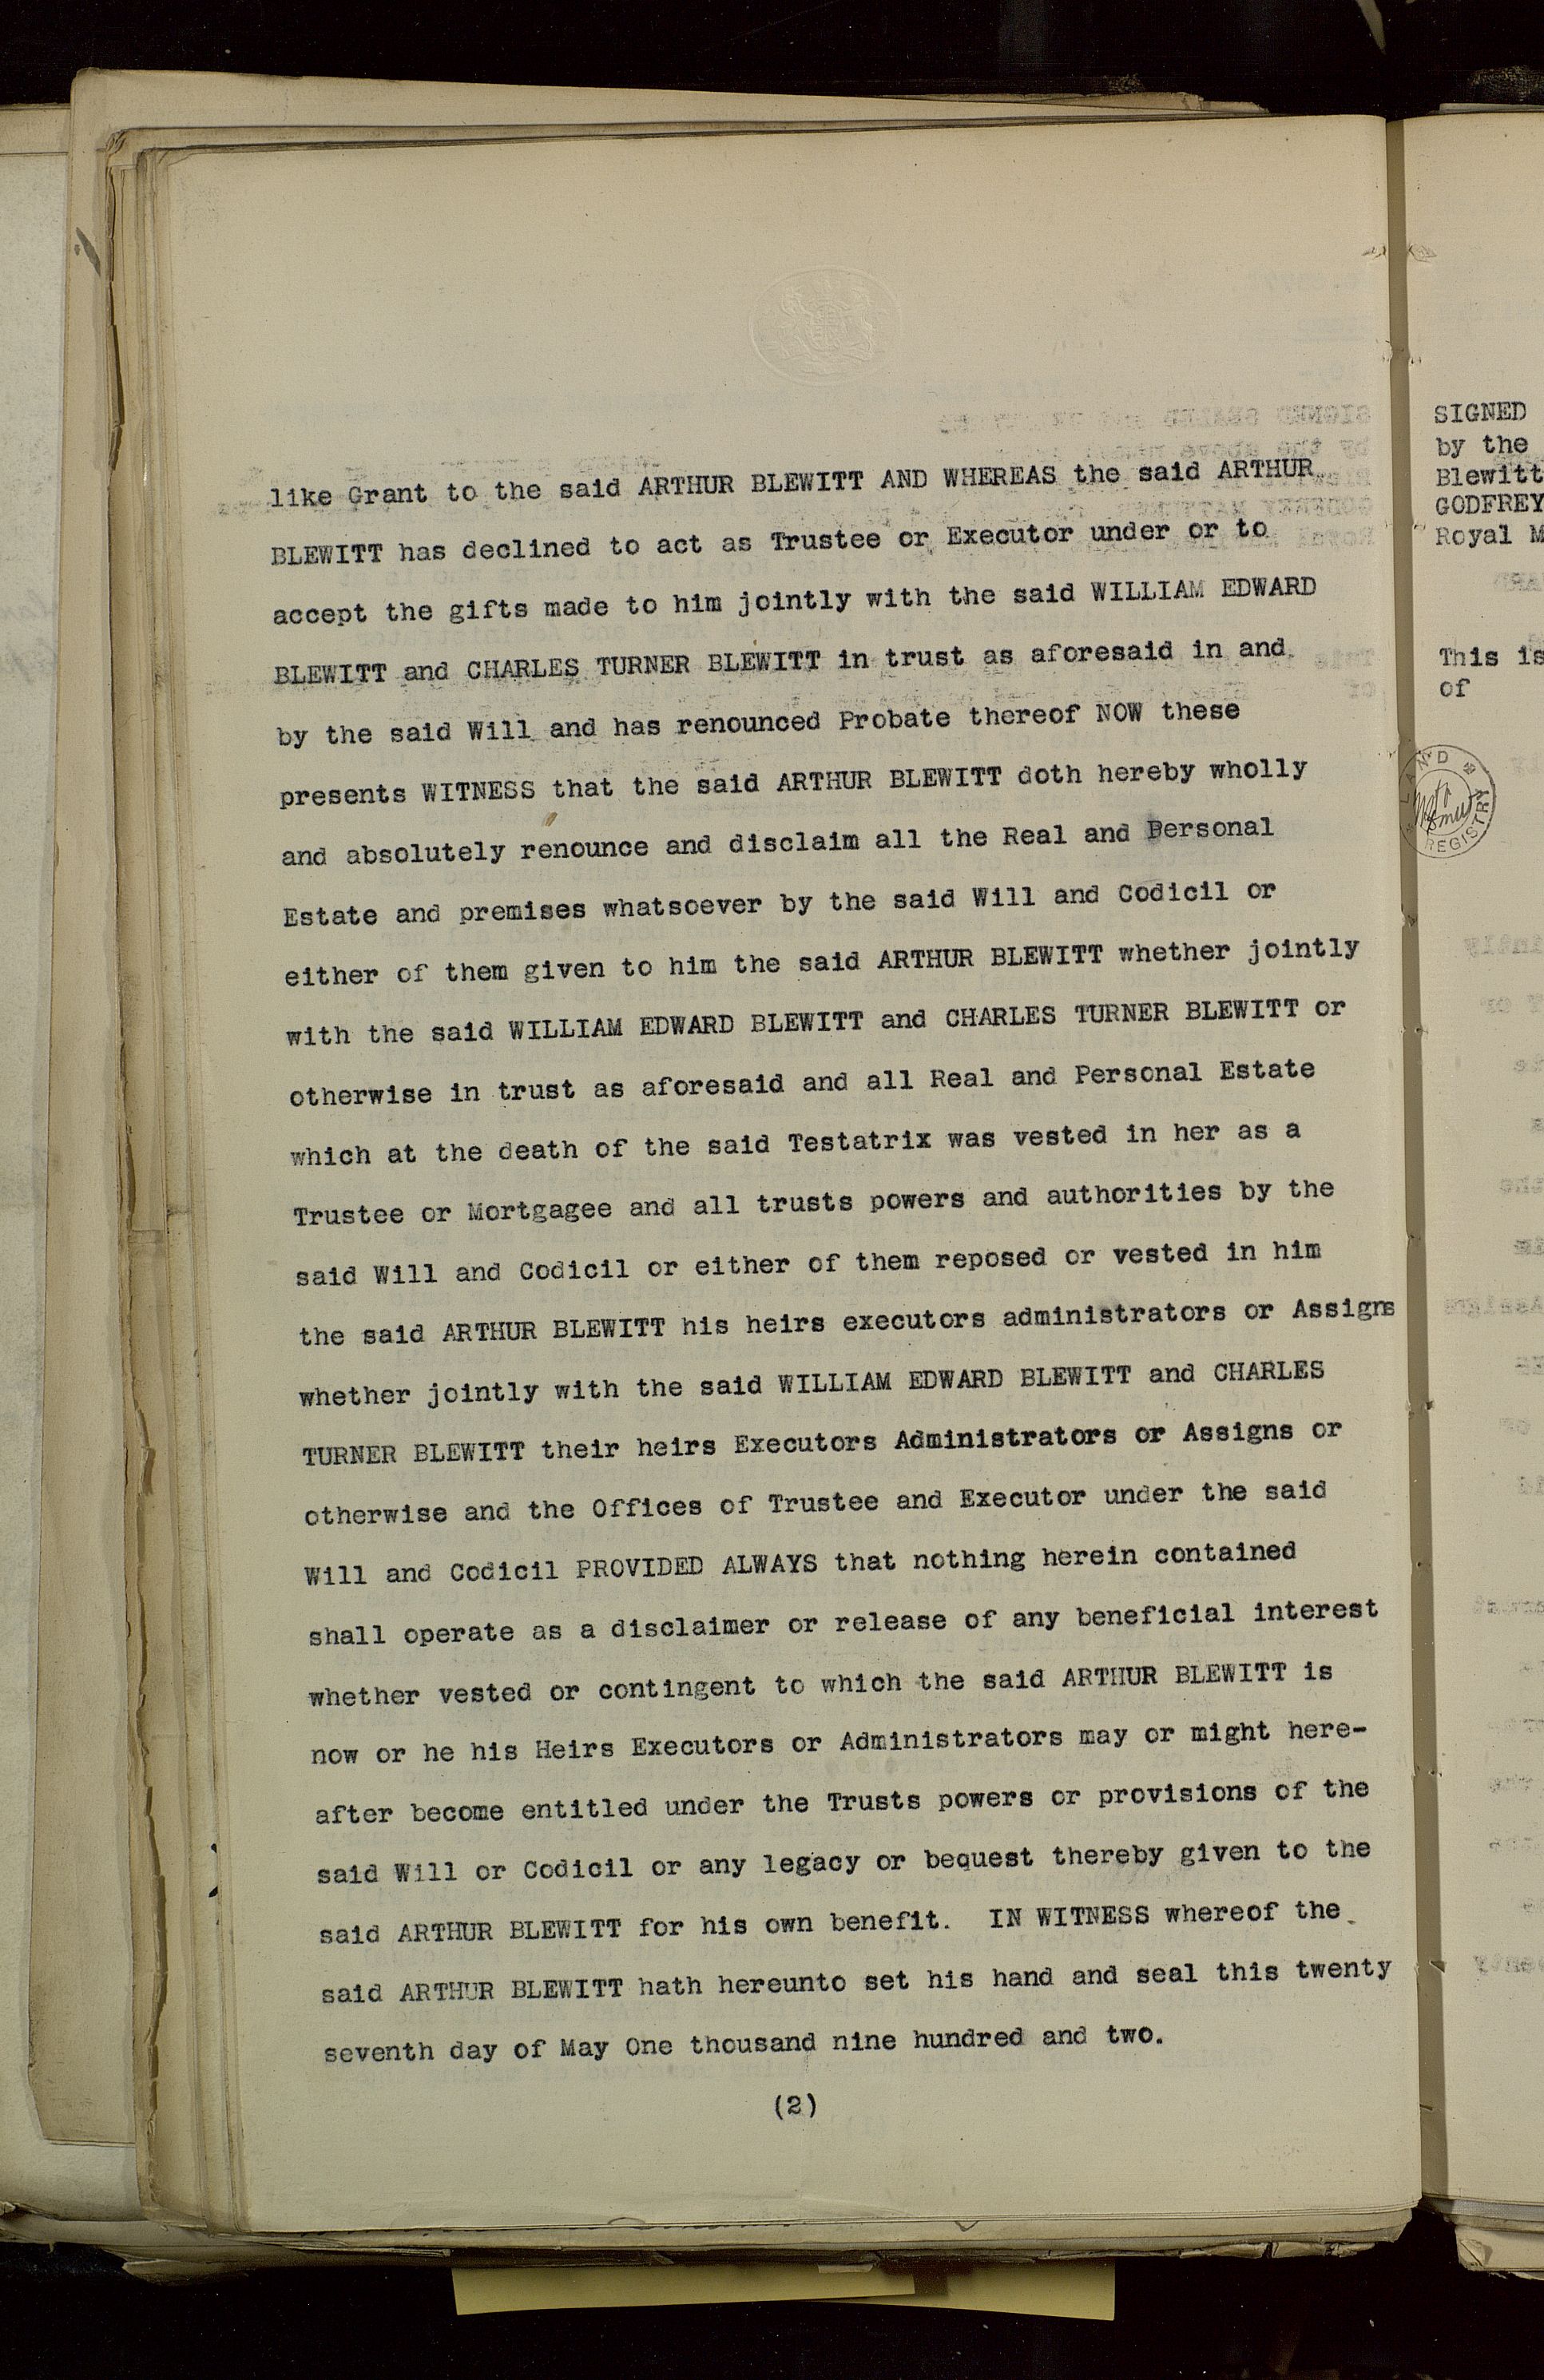 like Grant to the said ARTHUR BLEWITT AND WHEREAS the said ARTHUR
BLEWITT has declined to act as Trustee or Executor under or to
accept the gifts made to him jointly with the said WILLIAM EDWARD
BLEWITT and CHARLES TURNER BLEWITT in trust as aforesaid in and
by the said Will and has renounced Probate thereof NOW these
presents WITNESS that the said ARTHUR BLEWITT doth hereby wholly
and absolutely renounce and disclaim all the Real and Personal
Estate and premises whatsoever by the said Will and Codicil or
either of them given to him the said ARTHUR BLEWITT whether jointly
with the said WILLIAM EDWARD BLEWITT and CHARLES TURNER BLEWITT or
otherwise in trust as aforesaid and all Real and Personal Estate
which at the death of the said Testatrix was vested in her as a
Trustee or Mortgagee and all trusts powers and authorities by the
said Will and Codicil or either of them reposed or vested in him
the said ARTHUR BLEWITT his heirs executors administrators or Assigns
whether jointly with the said WILLIAM EDWARD BLEWITT and CHARLES
TURNER BLEWITT their heirs Executors Administrators or Assigns or
otherwise and the Offices of Trustee and Executor under the said
Will and Codicil PROVIDED ALWAYS that nothing herein contained
shall operate as a disclaimer or release of any beneficial interest
whether vested or contingent to which the said ARTHUR BLEWITT is
now or he his Heirs Executors or Administrators may or might here-
after become entitled under the Trusts powers or provisions of the
said Will or Codicil or any legacy or bequest thereby given to the
said ARTHUR BLEWITT for his own benefit. IN WITNESS whereof the
said ARTHUR BLEWITT hath hereunto set his hand and seal this twenty
seventh day of May One thousand nine hundred and two.
(2)
SIGNED
by the
Blewitt
GODFREY
Royal M
This is
of
LAND REGISTRY